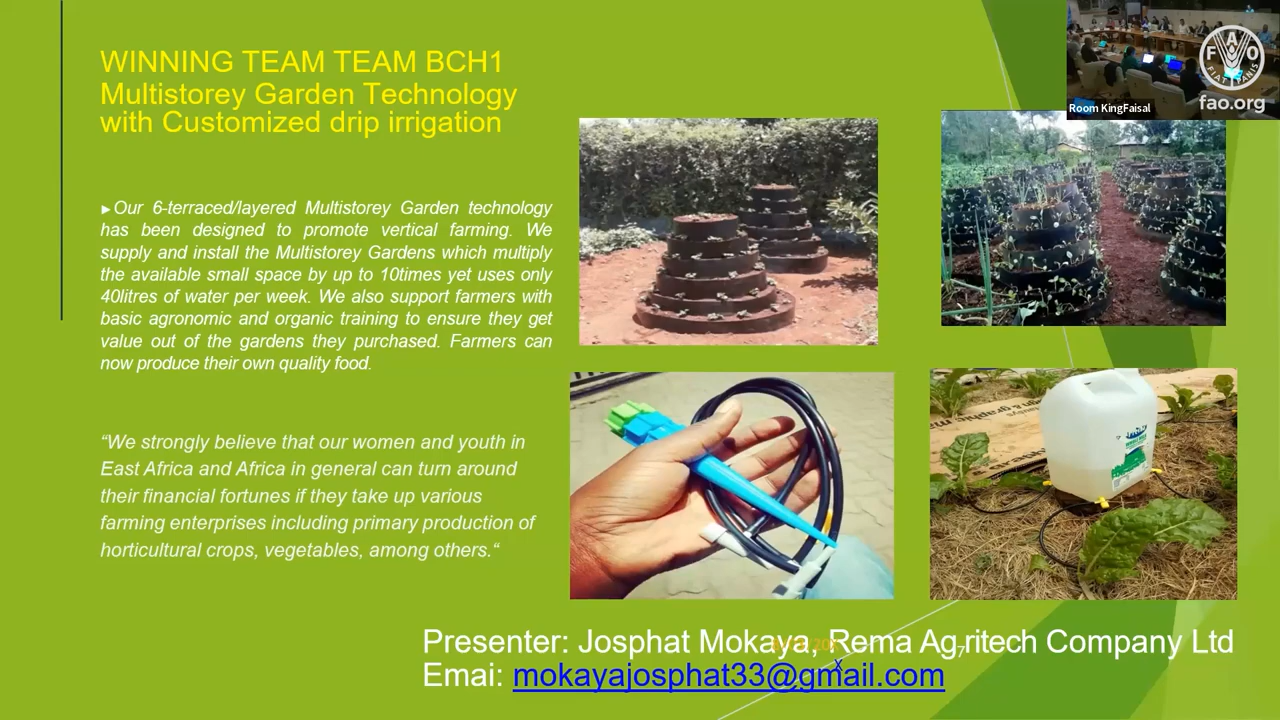 WINNING TEAM TEAM BCH1
Multistorey Garden Technology
with Customized drip irrigation
►Our 6-terraced/layered Multistorey Garden technology
has been designed to promote vertical farming. We
supply and install the Multistorey Gardens which multiply
the available small space by up to 10times yet uses only
40litres of water per week. We also support farmers with
basic agronomic and organic training to ensure they get
value out of the gardens they purchased. Farmers can
now produce their own quality food.
“We strongly believe that our women and youth in
East Africa and Africa in general can turn around
their financial fortunes if they take up various
farming enterprises including primary production of
horticultural crops, vegetables, among others.“
Presenter: Josphat Mokaya, Rema Agritech Company Ltd
7
X
Emai: mokayajosphat33@gmail.com
Room KingFaisal
F A O
FIAT PANIS
fao.org